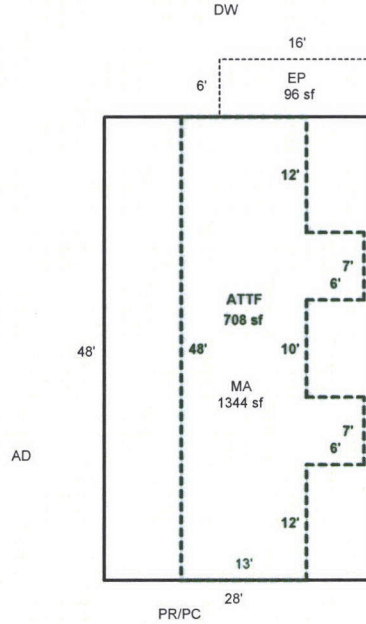 DW
16'
6'
EP
96 sf
12'
7'
6'
ATTF
708 sf
48'
48'
10'
MA
1344 sf
7'
6'
AD
12'
13'
28'
PR/PC